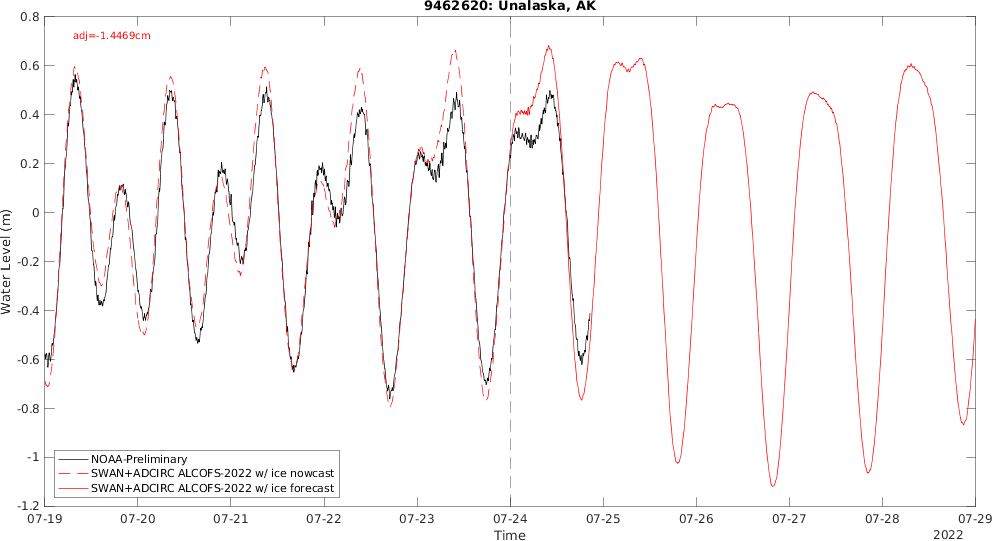 9462620: Unalaska, AK
adj=-1.4469cm
Water Level (m)
0.8
0.6
0.4
0.2
0
-0.2
-0.4
-0.6
-0.8
-1
-1.2
NOAA-Preliminary
SWAN+ADCIRC ALCOFS-2022 w/ ice nowcast
SWAN+ADCIRC ALCOFS-2022 w/ ice forecast
07-19 07-20 07-21 07-22 07-23 07-24 07-25 07-26 07-27 07-28 07-29
Time
2022